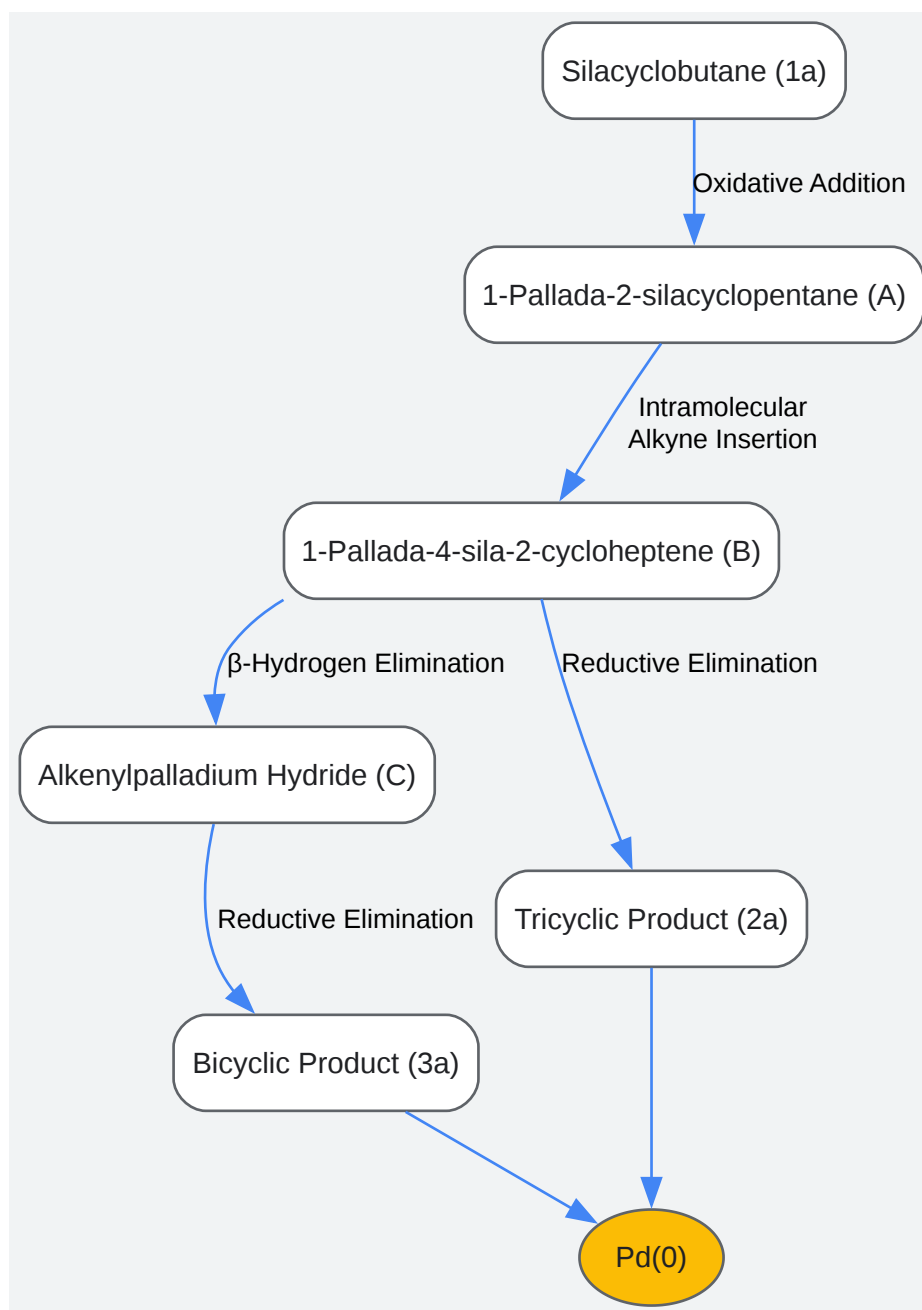 Silacyclobutane (1a)
Oxidative Addition
1-Pallada-2-silacyclopentane (A)
Intramolecular
Alkyne Insertion
1-Pallada-4-sila-2-cycloheptene (B)
β-Hydrogen Elimination
Reductive Elimination
Alkenylpalladium Hydride (C)
Reductive Elimination
Tricyclic Product (2a)
Bicyclic Product (3a)
Pd(0)